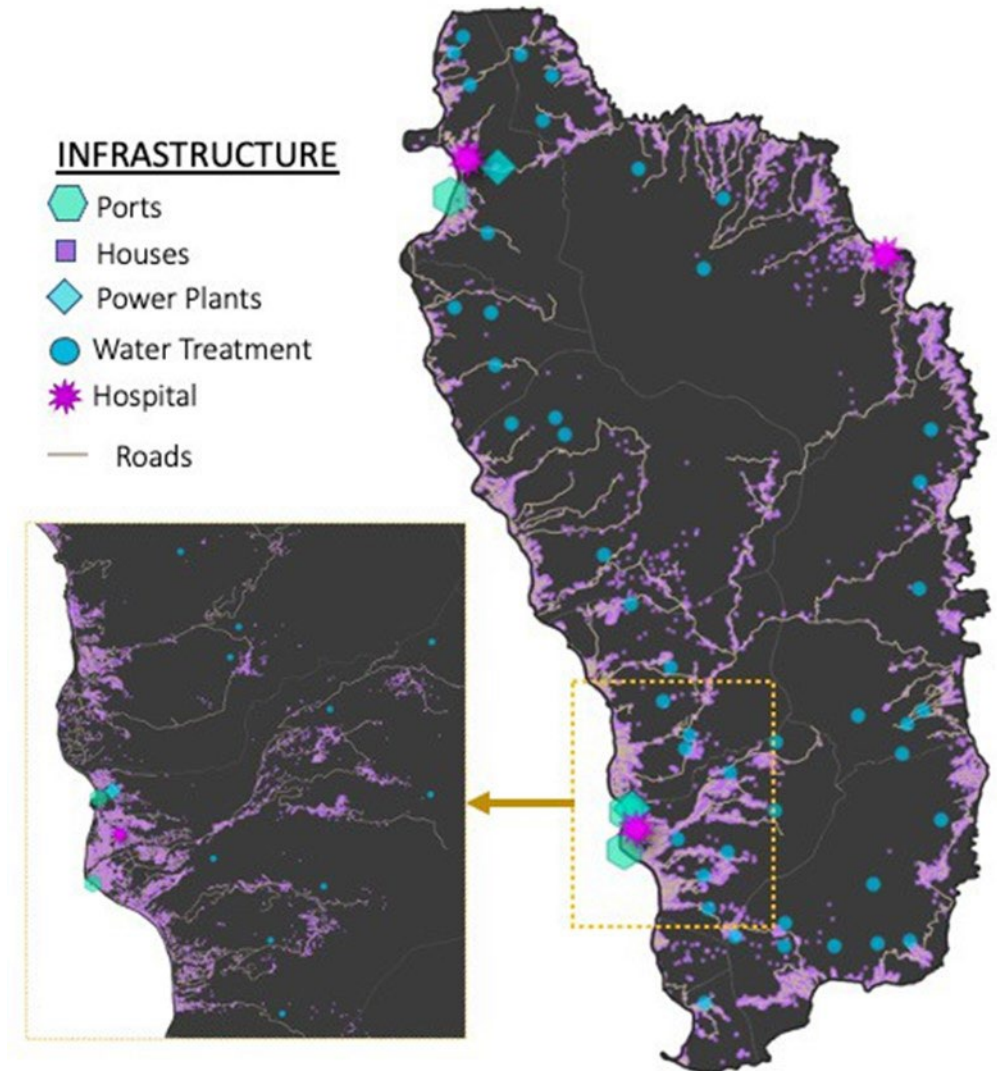 INFRASTRUCTURE
Ports
Houses
Power Plants
Water Treatment
Hospital
Roads